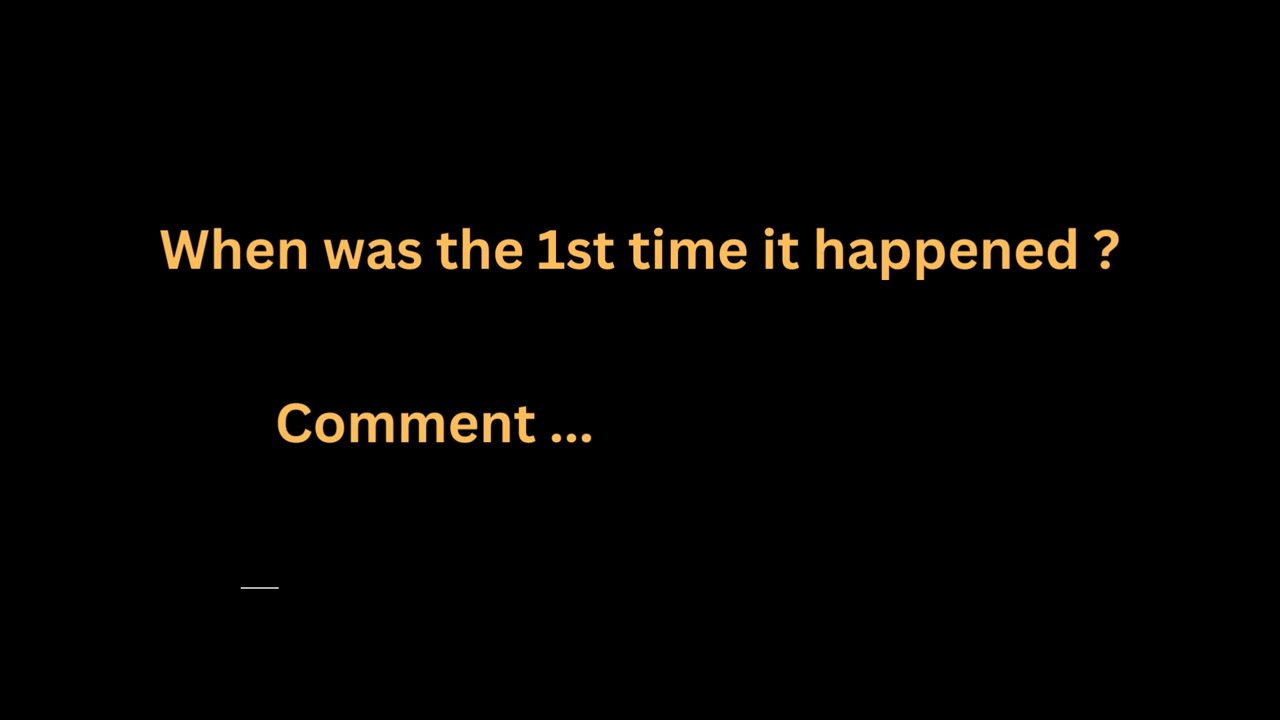 When was the 1st time it happened ?
Comment ...